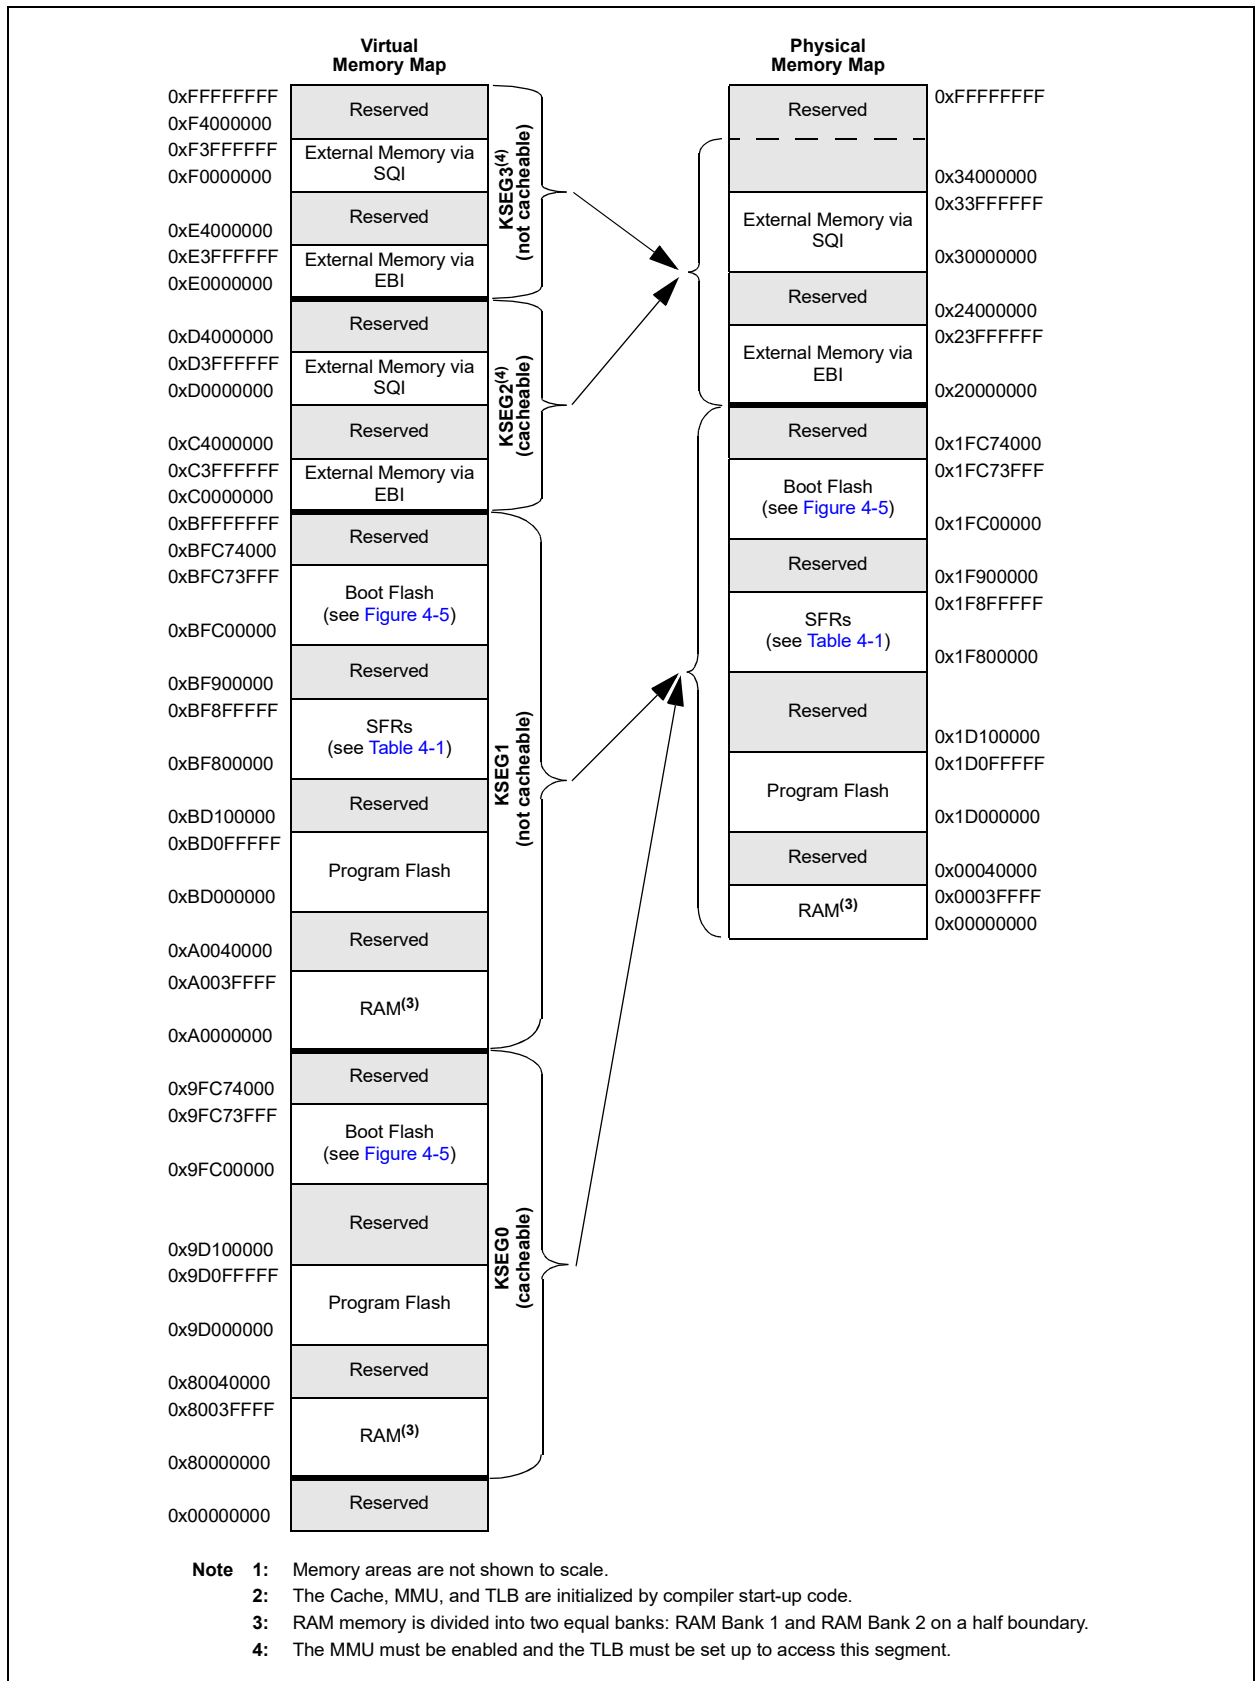 Virtual
Memory Map
0xFFFFFFFF
Reserved
0xF4000000
0xF3FFFFFF
External Memory via
SQI
0xF0000000
Reserved
0xE4000000
0xE3FFFFFF
External Memory via
EBI
0xE0000000
KSEG3(4)
(not cacheable)
Reserved
0xD4000000
0xD3FFFFFF
External Memory via
SQI
0xD0000000
Reserved
0xC4000000
0xC3FFFFFF
External Memory via
EBI
0xC0000000
KSEG2(4)
(cacheable)
0xBFFFFFFF
Reserved
0xBFC74000
0xBFC73FFF
Boot Flash
(see Figure 4-5)
0xBFC00000
Reserved
0xBF900000
0xBF8FFFFF
SFRs
(see Table 4-1)
0xBF800000
Reserved
0xBD100000
0xBD0FFFFF
Program Flash
0xBD000000
Reserved
0xA0040000
0xA003FFFF
RAM(3)
0xA0000000
KSEG1
(not cacheable)
Reserved
0x9FC74000
0x9FC73FFF
Boot Flash
(see Figure 4-5)
0x9FC00000
Reserved
0x9D100000
0x9D0FFFFF
Program Flash
0x9D000000
Reserved
0x80040000
0x8003FFFF
RAM(3)
0x80000000
KSEG0
(cacheable)
Reserved
0x00000000
Physical
Memory Map
Reserved
0xFFFFFFFF
0x34000000
0x33FFFFFF
External Memory via
SQI
0x30000000
Reserved
0x24000000
0x23FFFFFF
External Memory via
EBI
0x20000000
Reserved
0x1FC74000
0x1FC73FFF
Boot Flash
(see Figure 4-5)
0x1FC00000
Reserved
0x1F900000
0x1F8FFFFF
SFRs
(see Table 4-1)
0x1F800000
Reserved
0x1D100000
0x1D0FFFFF
Program Flash
0x1D000000
Reserved
0x00040000
0x0003FFFF
RAM(3)
0x00000000
Note 1: Memory areas are not shown to scale.
2: The Cache, MMU, and TLB are initialized by compiler start-up code.
3: RAM memory is divided into two equal banks: RAM Bank 1 and RAM Bank 2 on a half boundary.
4: The MMU must be enabled and the TLB must be set up to access this segment.